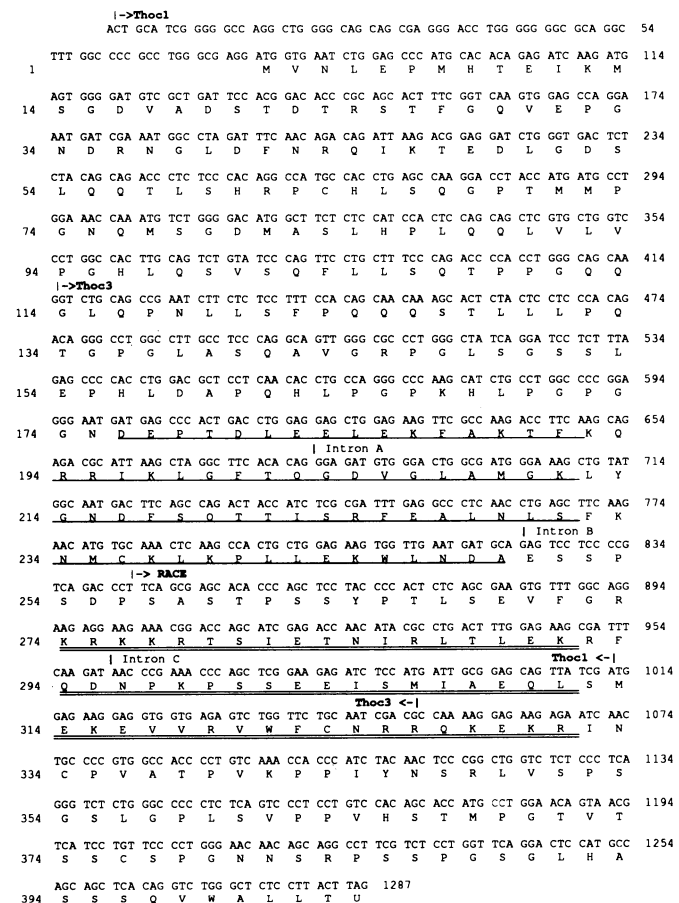 |->Thoc1
ACT GCA TCG GGG GCC AGG CTG GGG CAG CAG CGA GGG ACC TGG GGG GGC GCA GGC 54
TTT GGC CCC GCC TGG GCG AGG ATG GTG AAT CTG GAG CCC ATG CAC ACA GAG ATC AAG ATG 114
1 M V N L E P M H T E I K M
AGT GGG GAT GTC GCT GAT TCC ACG GAC ACC CGC AGC ACT TTC GGT CAA GTG GAG CCA GGA 174
14 S G D V A D S T D T R S T F G Q V E P G
AAT GAT CGA AAT GGC CTA GAT TTC AAC AGA CAG ATT AAG ACG GAG GAT CTG GGT GAC TCT 234
34 N D R N G L D F N R Q I K T E D L G D S
CTA CAG CAG ACC CTC TCC CAC AGG CCA TGC CAC CTG AGC CAA GGA CCT ACC ATG ATG CCT 294
54 L Q Q T L S H R P C H L S Q G P T M M P
GGA AAC CAA ATG TCT GGG GAC ATG GCT TCT CTC CAT CCA CTC CAG CAG CTC GTG CTG GTC 354
74 G N Q M S G D M A S L H P L Q Q L V L V
CCT GGC CAC TTG CAG TCT GTA TCC CAG TTC CTG CTT TCC CAG ACC CCA CCT GGG CAG CAA 414
94 P G H L Q S V S Q F L L S Q T P P G Q Q
|->Thoc3
GGT CTG CAG CCG AAT CTT CTC TCC TTT CCA CAG CAA CAA AGC ACT CTA CTC CTC CCA CAG 474
114 G L Q P N L L S F P Q Q Q S T L L L P Q
ACA GGG CCT GGC CTT GCC TCC CAG GCA GTT GGG CGC CCT GGG CTA TCA GGA TCC TCT TTA 534
134 T G P G L A S Q A V G R P G L S G S S L
GAG CCC CAC CTG GAC GCT CCT CAA CAC CTG CCA GGG CCC AAG CAT CTG CCT GGC CCC GGA 594
154 E P H L D A P Q H L P G P K H L P G P G
GGG AAT GAT GAG CCC ACT GAC CTG GAG GAG CTG GAG AAG TTC GCC AAG ACC TTC AAG CAG 654
174 G N D E P T D L E E L E K F A K T F K Q
| Intron A
AGA CGC ATT AAG CTA GGC TTC ACA CAG GGA GAT GTG GGA CTG GCG ATG GGA AAG CTG TAT 714
194 R R I K L G F T Q G D V G L A M G K L Y
GGC AAT GAC TTC AGC CAG ACT ACC ATC TCG CGA TTT GAG GCC CTC AAC CTG AGC TTC AAG 774
214 G N D F S Q T T I S R F E A L N L S F K
| Intron B
AAC ATG TGC AAA CTC AAG CCA CTG CTG GAG AAG TGG TTG AAT GAT GCA GAG TCC TCC CCG 834
234 N M C K L K P L L E K W L N D A E S S P
|-> RACE
TCA GAC CCT TCA GCG AGC ACA CCC AGC TCC TAC CCC ACT CTC AGC GAA GTG TTT GGC AGG 894
254 S D P S A S T P S S Y P T L S E V F G R
AAG AGG AAG AAA CGG ACC AGC ATC GAG ACC AAC ATA CGC CTG ACT TTG GAG AAG CGA TTT 954
274 K R K K R T S I E T N I R L T L E K R F
| Intron C Thoc1 <-|
CAA GAT AAC CCG AAA CCC AGC TCG GAA GAG ATC TCC ATG ATT GCG GAG CAG TTA TCG ATG 1014
294 Q D N P K P S S E E I S M I A E Q L S M
Thoc3 <-|
GAG AAG GAG GTG GTG AGA GTC TGG TTC TGC AAT CGA CGC CAA AAG GAG AAG AGA ATC AAC 1074
314 E K E V V R V W F C N R R Q K E K R I N
TGC CCC GTG GCC ACC CCT GTC AAA CCA CCC ATC TAC AAC TCC CGG CTG GTC TCT CCC TCA 1134
334 C P V A T P V K P P I Y N S R L V S P S
GGG TCT CTG GGC CCC CTC TCA GTC CCT CCT GTC CAC AGC ACC ATG CCT GGA ACA GTA ACG 1194
354 G S L G P L S V P P V H S T M P G T V T
TCA TCC TGT TCC CCT GGG AAC AAC AGC AGG CCT TCG TCT CCT GGT TCA GGA CTC CAT GCC 1254
374 S S C S P G N N S R P S S P G S G L H A
AGC AGC TCA CAG GTC TGG GCT CTC CTT ACT TAG 1287
394 S S S Q V W A L L T U